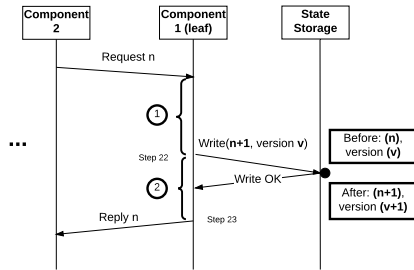 Component
2
Component
1 (leaf)
State
Storage
Request n
1
...
Write(n+1, version v)
Before: (n),
version (v)
Step 22
2
Write OK
After: (n+1),
version (v+1)
Reply n
Step 23